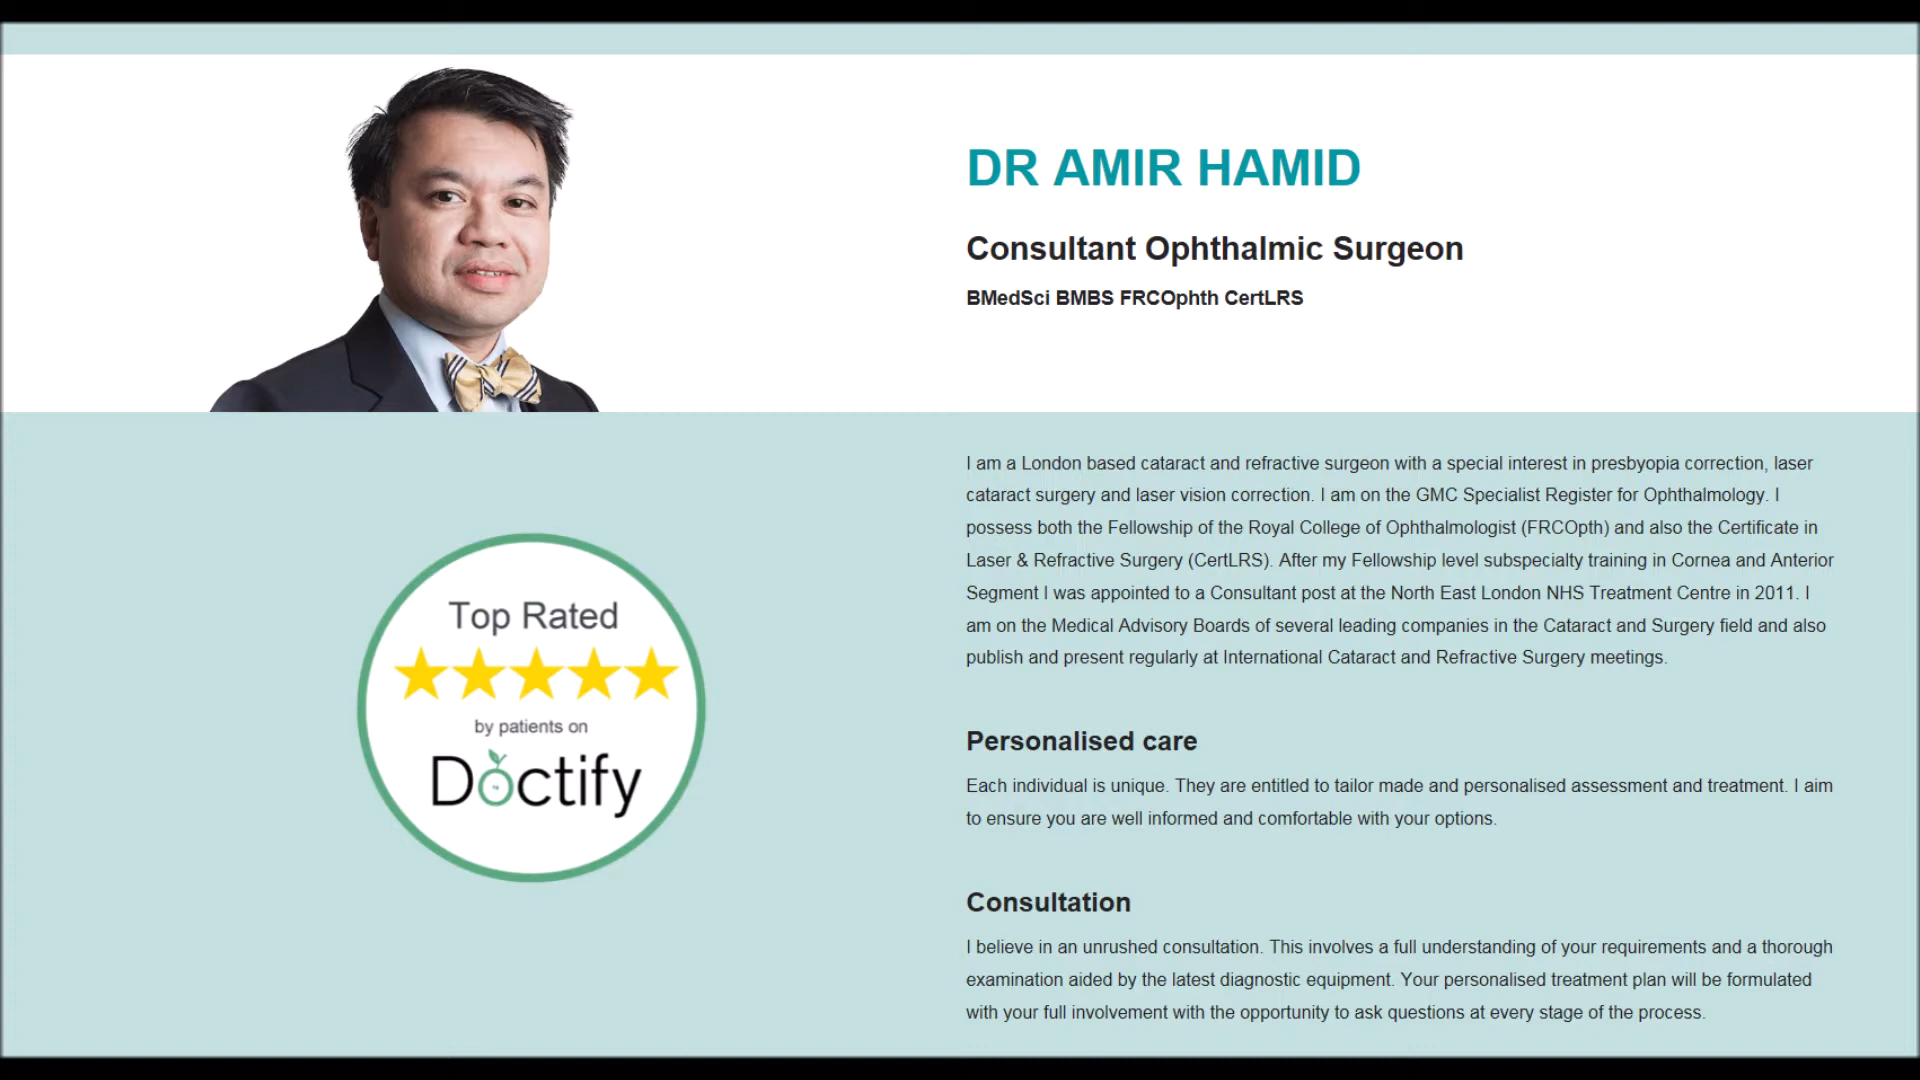 DR AMIR HAMID
Consultant Ophthalmic Surgeon
BMedSci BMBS FRCOphth CertLRS
Top Rated
by patients on
Doctify
I am a London based cataract and refractive surgeon with a special interest in presbyopia correction, laser
cataract surgery and laser vision correction. I am on the GMC Specialist Register for Ophthalmology. I
possess both the Fellowship of the Royal College of Ophthalmologist (FRCOpth) and also the Certificate in
Laser & Refractive Surgery (CertLRS). After my Fellowship level subspecialty training in Cornea and Anterior
Segment I was appointed to a Consultant post at the North East London NHS Treatment Centre in 2011. I
am on the Medical Advisory Boards of several leading companies in the Cataract and Surgery field and also
publish and present regularly at International Cataract and Refractive Surgery meetings.
Personalised care
Each individual is unique. They are entitled to tailor made and personalised assessment and treatment. I aim
to ensure you are well informed and comfortable with your options.
Consultation
I believe in an unrushed consultation. This involves a full understanding of your requirements and a thorough
examination aided by the latest diagnostic equipment. Your personalised treatment plan will be formulated
with your full involvement with the opportunity to ask questions at every stage of the process.